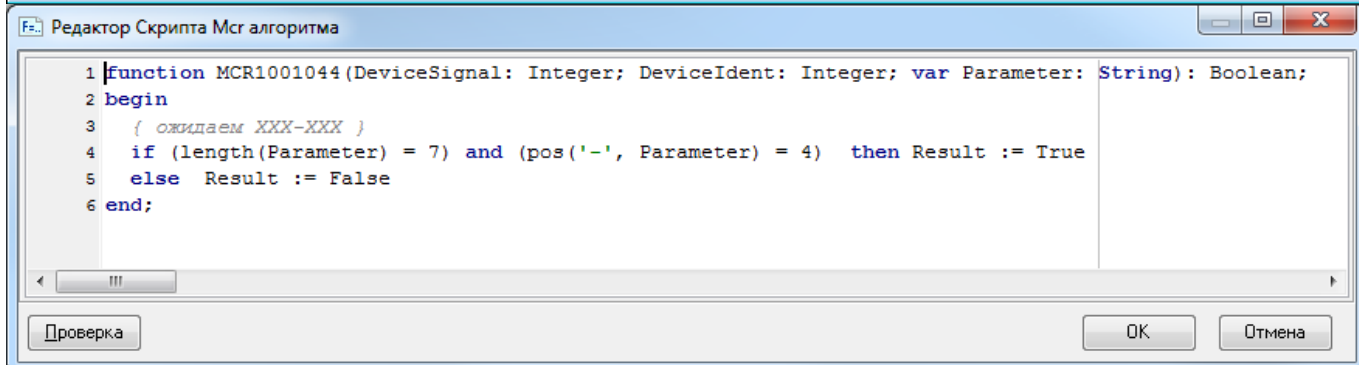 Редактор Скрипта Mcr алгоритма
1 function MCR1001044(DeviceSignal: Integer; DeviceIdent: Integer; var Parameter: String): Boolean;
2 begin
3 { ожидаем XXX-XXX }
4 if (length(Parameter) = 7) and (pos('-', Parameter) = 4)  then Result := True
5 else  Result := False
6 end;
Проверка
OK
Отмена